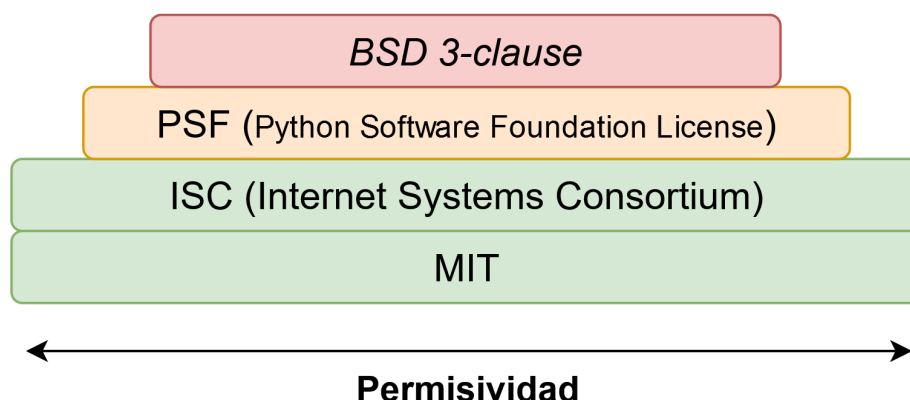 BSD 3-clause
PSF (Python Software Foundation License)
ISC (Internet Systems Consortium)
MIT
Permisividad